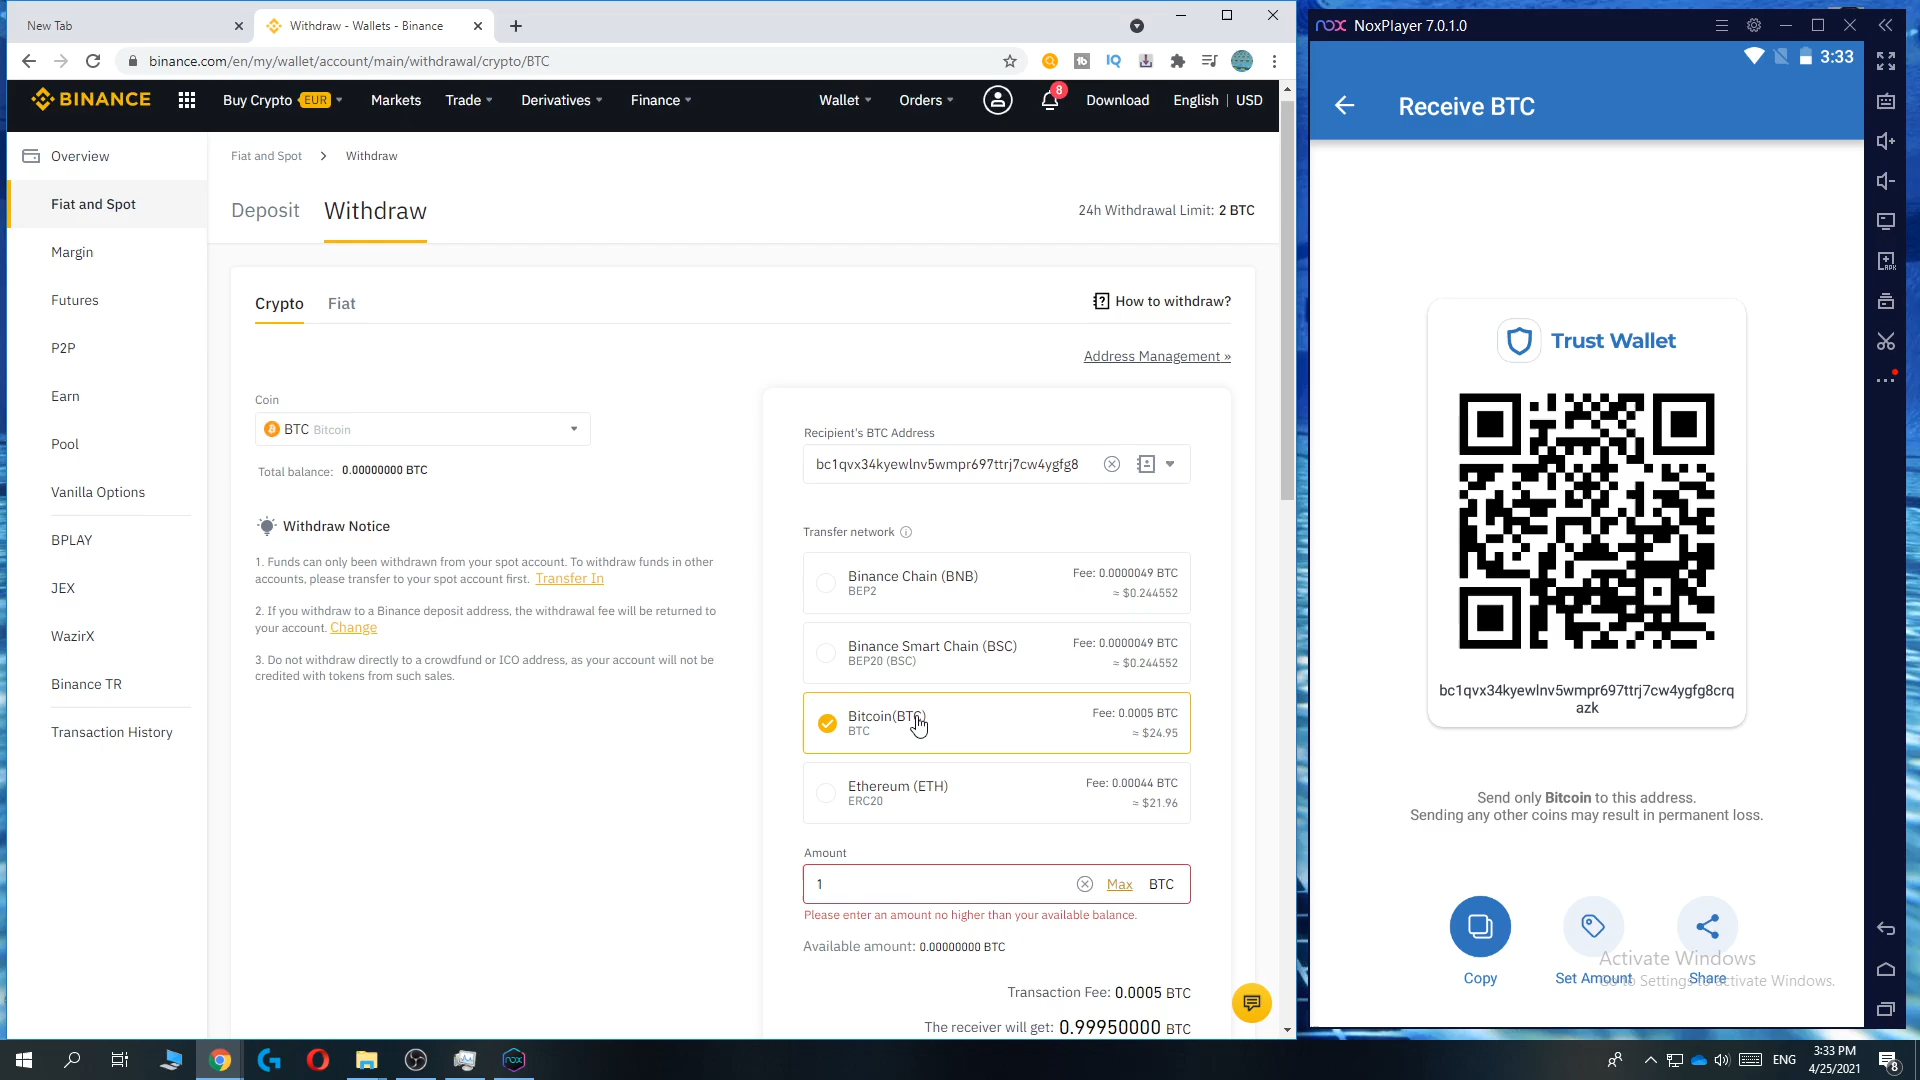 New Tab
Withdraw - Wallets - Binance
binance.com/en/my/wallet/account/main/withdrawal/crypto/BTC
BINANCE
Buy Crypto EUR
Markets
Trade
Derivatives
Finance
Wallet
Orders
8
Download
English | USD
Overview
Fiat and Spot
Margin
Futures
P2P
Earn
Pool
Vanilla Options
BPLAY
JEX
WazirX
Binance TR
Transaction History
Fiat and Spot > Withdraw
Deposit
Withdraw
24h Withdrawal Limit: 2 BTC
Crypto
Fiat
How to withdraw?
Address Management »
Coin
BTC Bitcoin
Total balance: 0.00000000 BTC
Withdraw Notice
1. Funds can only been withdrawn from your spot account. To withdraw funds in other
accounts, please transfer to your spot account first. Transfer In
2. If you withdraw to a Binance deposit address, the withdrawal fee will be returned to
your account. Change
3. Do not withdraw directly to a crowdfund or ICO address, as your account will not be
credited with tokens from such sales.
Recipient's BTC Address
bc1qvx34kyewlnv5wmpr697ttrj7cw4ygfg8
Transfer network
Binance Chain (BNB)
BEP2
Fee: 0.0000049 BTC
≈ $0.244552
Binance Smart Chain (BSC)
BEP20 (BSC)
Fee: 0.0000049 BTC
≈ $0.244552
Bitcoin(BTC)
BTC
Fee: 0.0005 BTC
≈ $24.95
Ethereum (ETH)
ERC20
Fee: 0.00044 BTC
≈ $21.96
Amount
1
Max
BTC
Please enter an amount no higher than your available balance.
Available amount: 0.00000000 BTC
Transaction Fee: 0.0005 BTC
The receiver will get: 0.99950000 BTC
nox NoxPlayer 7.0.1.0
3:33
Receive BTC
Trust Wallet
bc1qvx34kyewlnv5wmpr697ttrj7cw4ygfg8crq
azk
Send only Bitcoin to this address.
Sending any other coins may result in permanent loss.
Copy
Set Amount
Share
Activate Windows
Go to Settings to activate Windows.
ENG
3:33 PM
4/25/2021
8